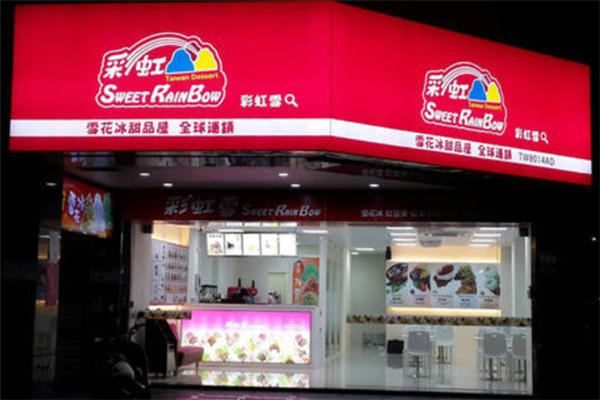 彩虹
Taiwan Dessert
SWEET RAINBOW
彩虹雪
雪花冰甜品屋 全球連鎖
彩虹
Taiwan Dessert
SWEET RAINBOW
彩虹雪
雪花冰甜品屋 全球連鎖 TW8014AD
彩虹雪 SWEET RAINBOW